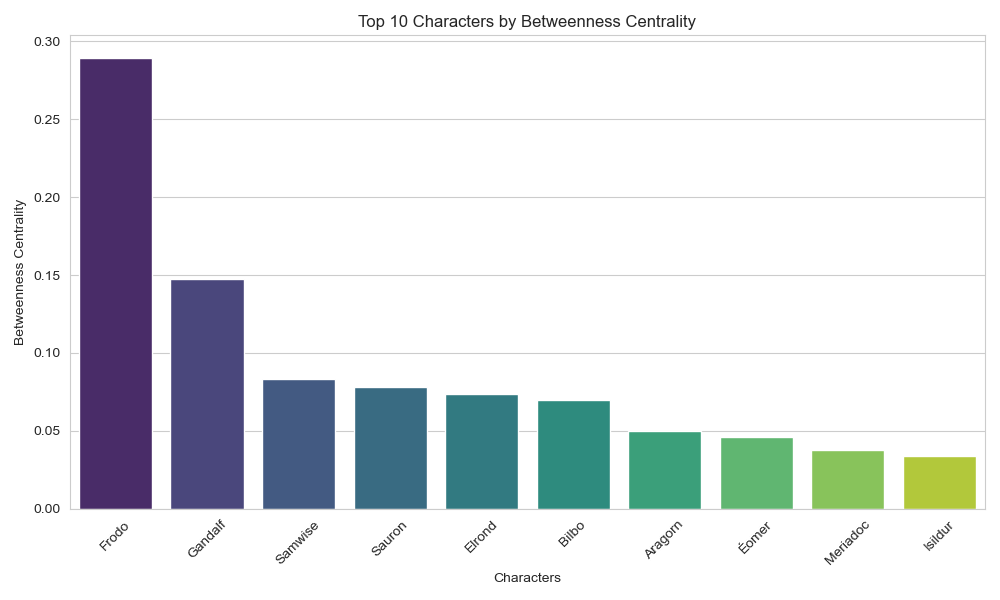 Top 10 Characters by Betweenness Centrality
0.30
0.25
0.20
0.15
0.10
0.05
0.00
Betweenness Centrality
Frodo
Gandalf
Samwise
Sauron
Elrond
Bilbo
Aragorn
Éomer
Meriadoc
Isildur
Characters